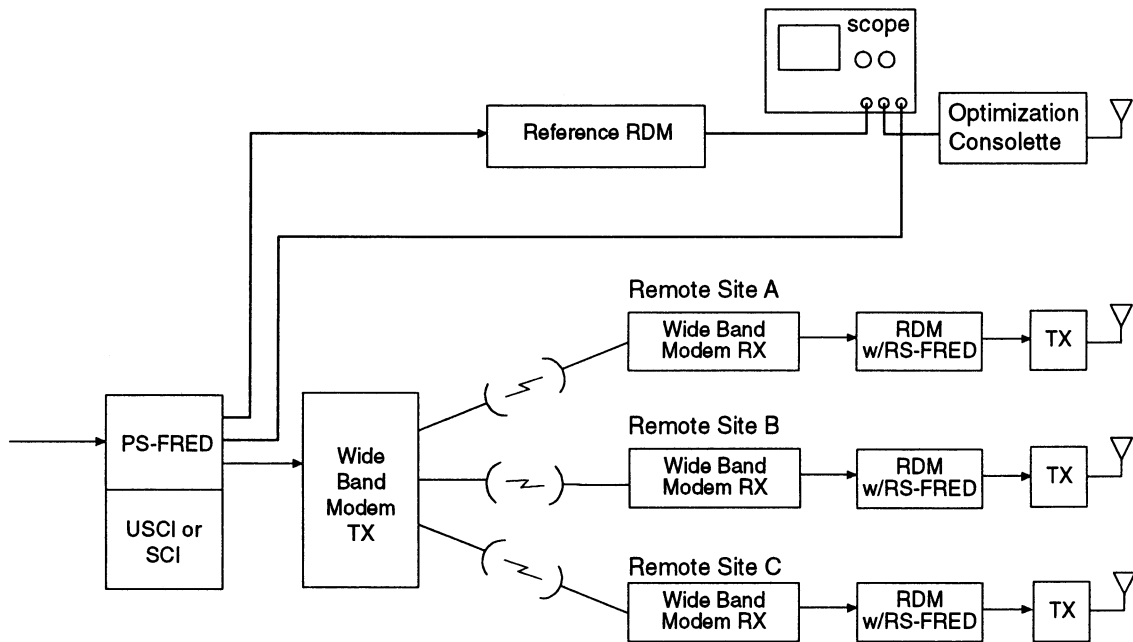 scope
Reference RDM
Optimization
Consolette
Remote Site A
Wide Band
Modem RX
RDM
w/RS-FRED
TX
PS-FRED
USCI or
SCI
Wide
Band
Modem
TX
Remote Site B
Wide Band
Modem RX
RDM
w/RS-FRED
TX
Remote Site C
Wide Band
Modem RX
RDM
w/RS-FRED
TX